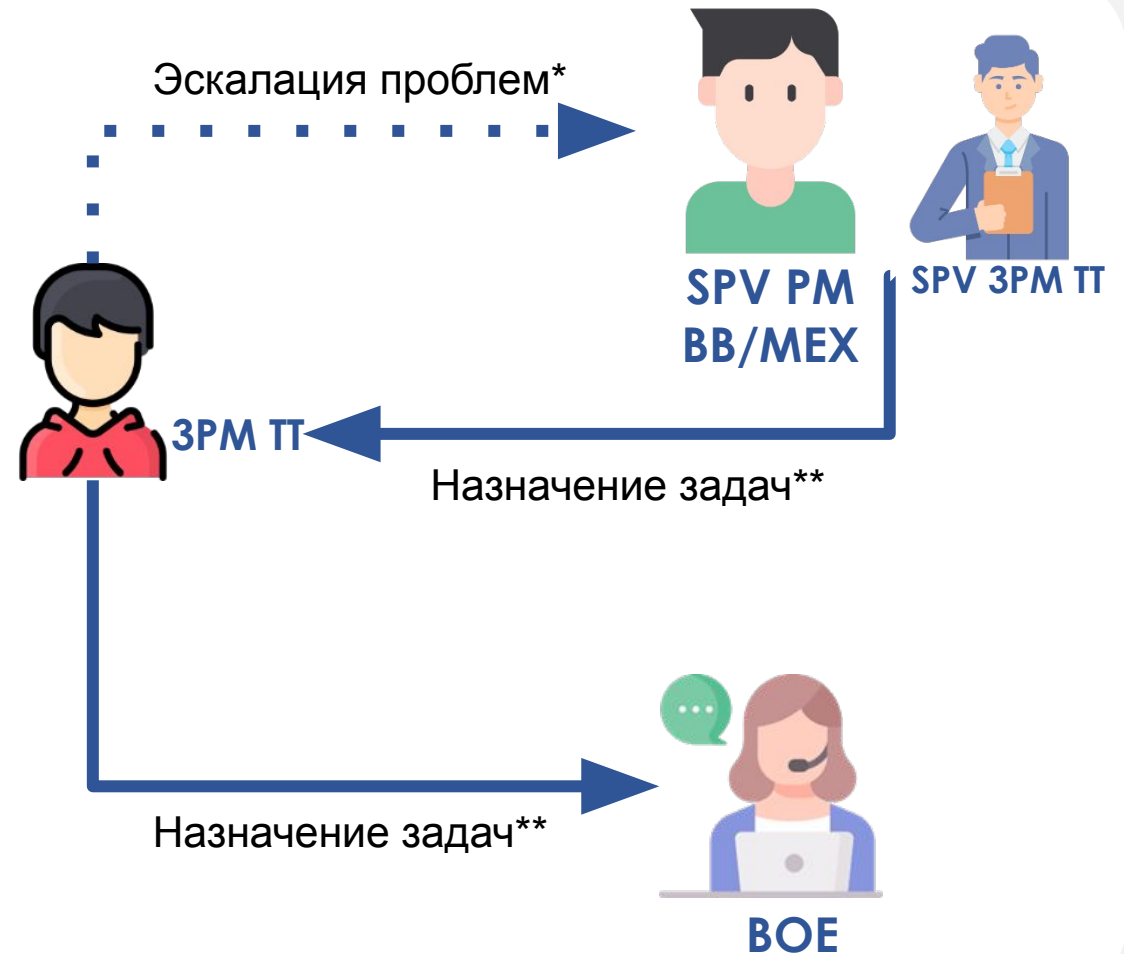 Эскалация проблем*
SPV PM
BB/MEX
SPV 3PM TT
3PM TT
Назначение задач**
Назначение задач**
BOE